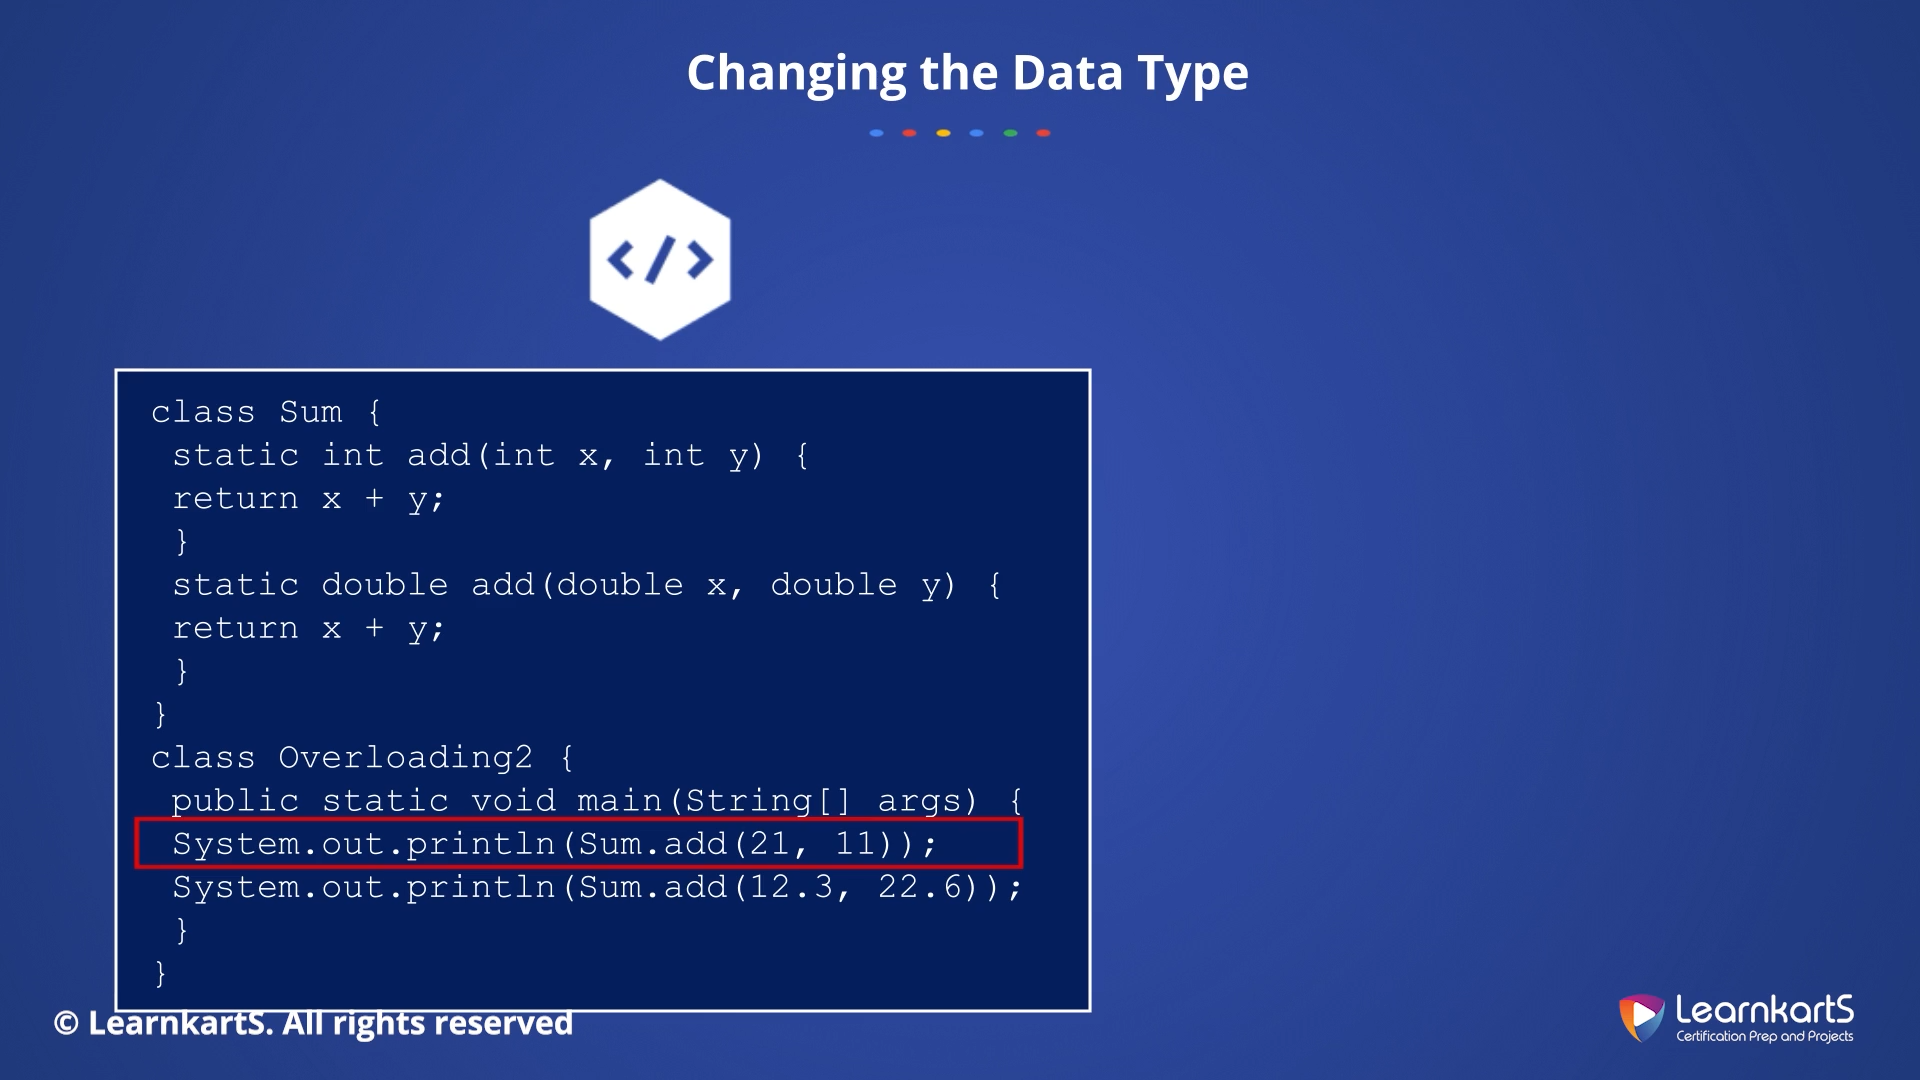 Changing the Data Type
</>
class Sum {
static int add(int x, int y) {
return x + y;
}
static double add(double x, double y) {
return x + y;
}
}
class Overloading2 {
public static void main(String[] args) {
System.out.println(Sum.add(21, 11));
System.out.println(Sum.add(12.3, 22.6));
}
}
© LearnkartS. All rights reserved
LearnkartS
Certification Prep and Projects